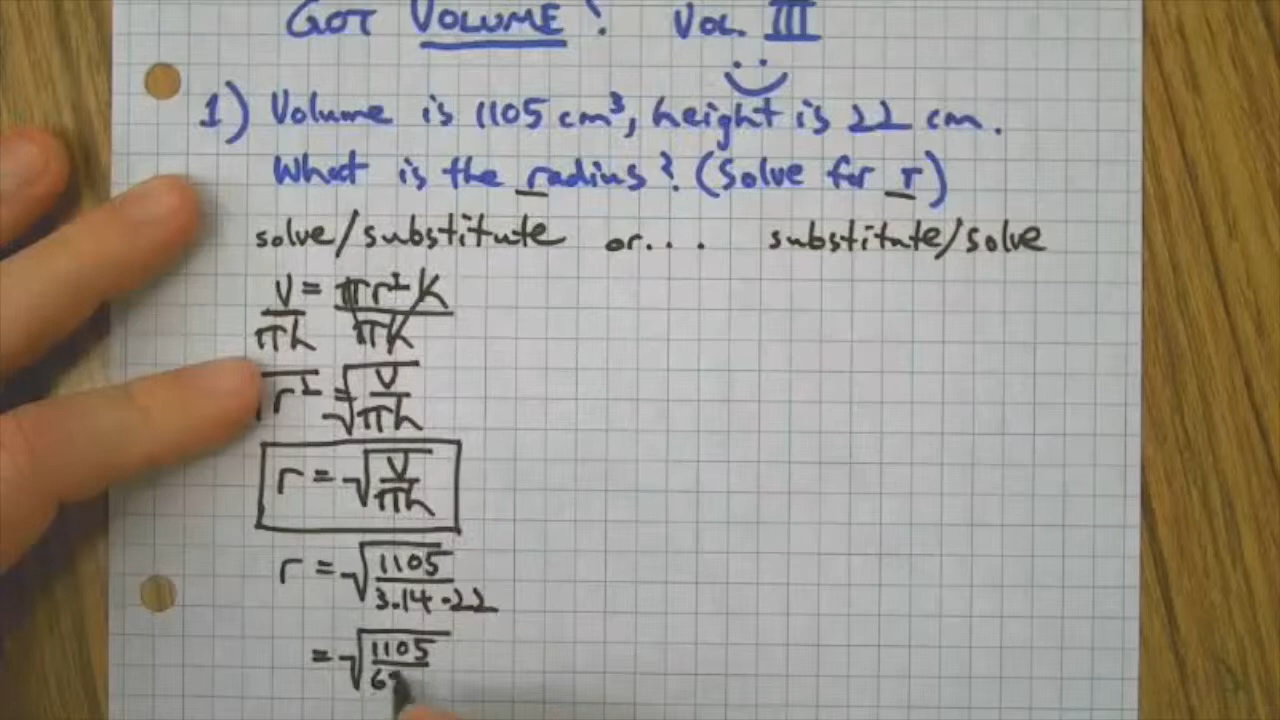 GOT VOLUME? VOL. III
1) Volume is 1105 cm³, height is 22 cm.
What is the radius? (Solve for r)
solve/substitute or... substitute/solve
V/πh = πr²h/πh
√r² = √(V/πh)
r = √(V/πh)
r = √(1105/3.14·22)
= √(1105/6